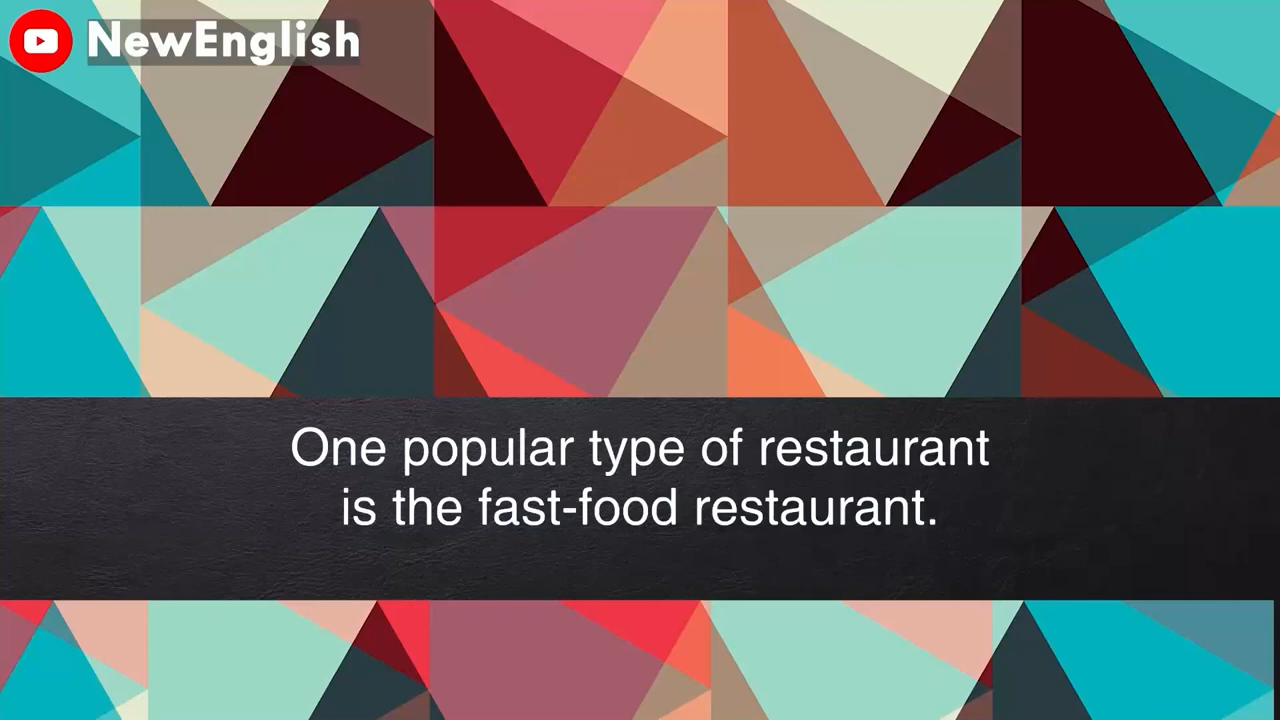 NewEnglish
One popular type of restaurant
is the fast-food restaurant.